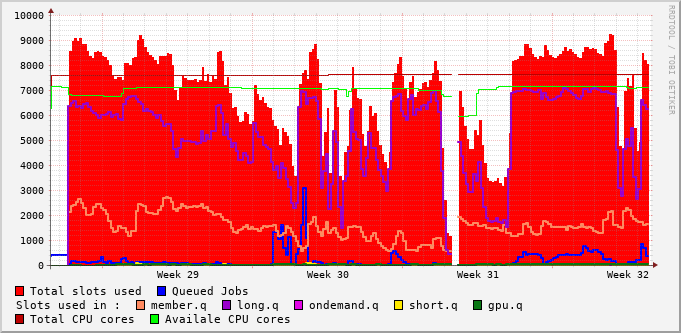 10000
9000
8000
7000
6000
5000
4000
3000
2000
1000
0
Week 29 Week 30 Week 31 Week 32
RRDTOOL / TOBI OETIKER
Total slots used Queued Jobs
Slots used in : member.q long.q ondemand.q short.q gpu.q
Total CPU cores Availale CPU cores